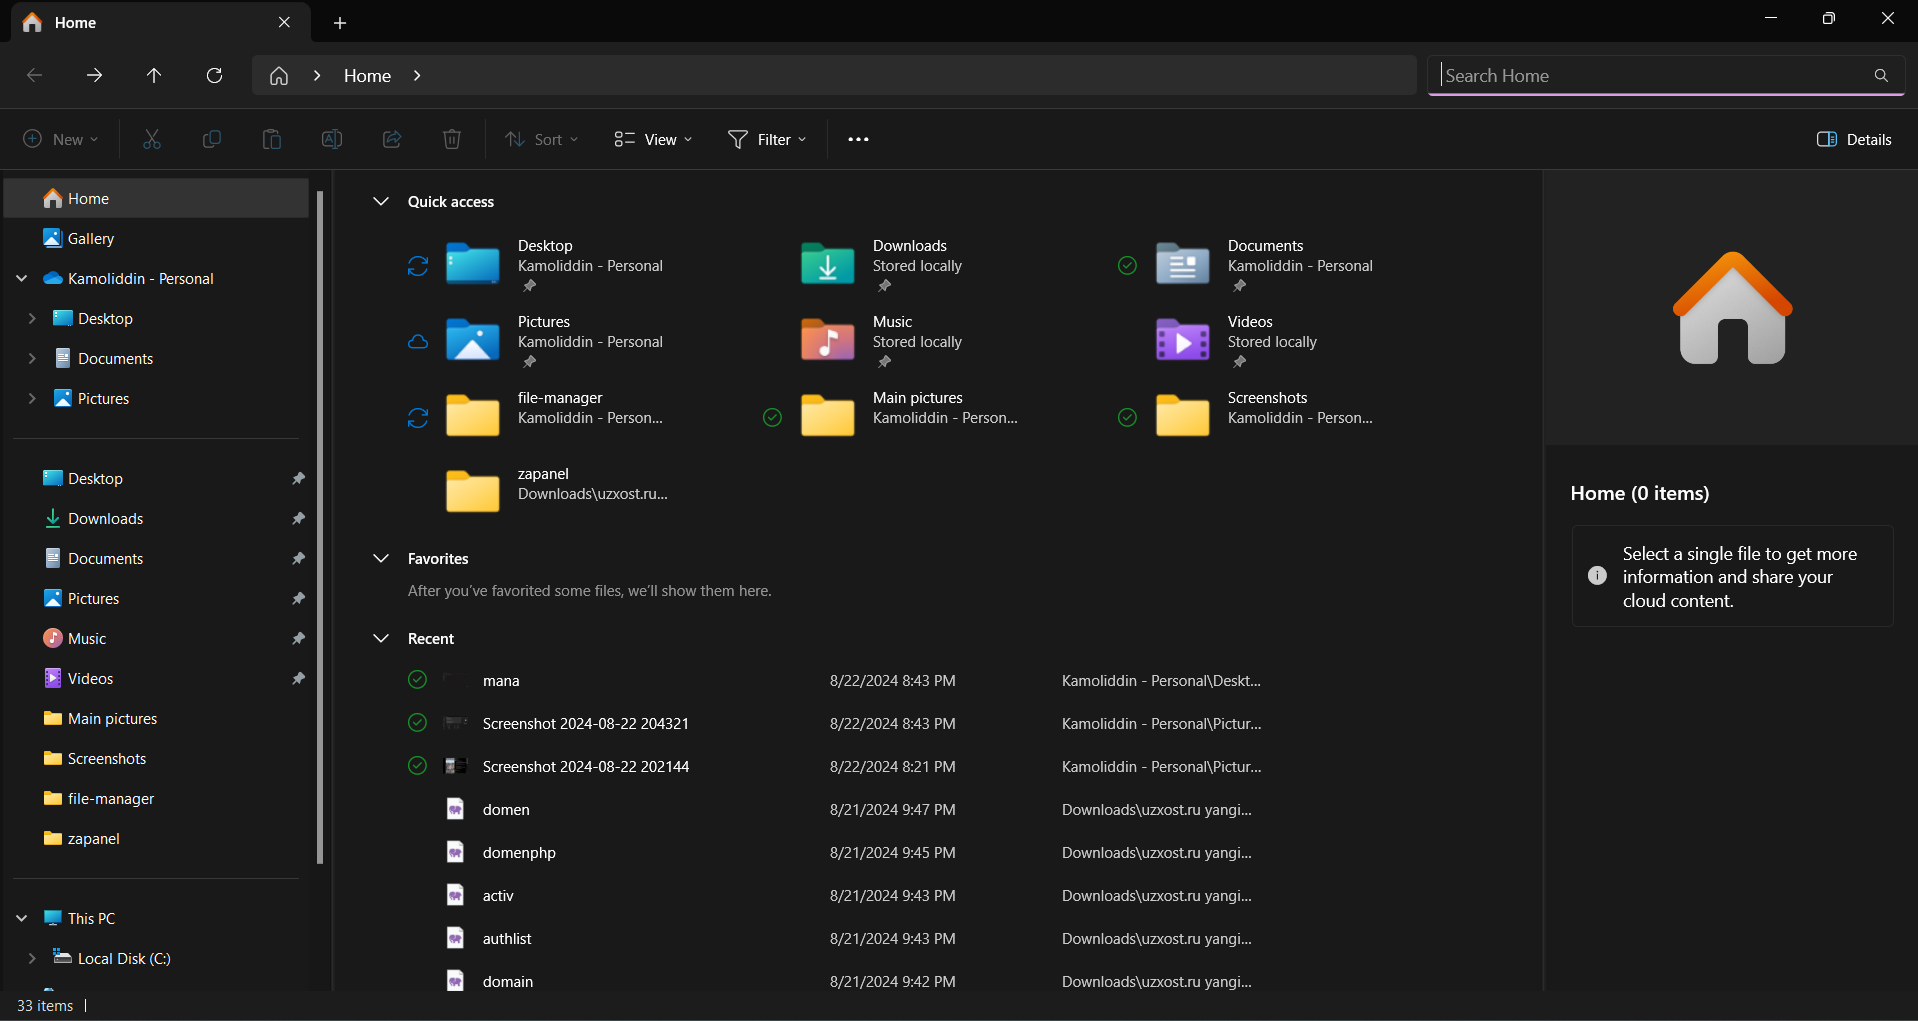 Home
Home
Search Home
New
Sort
View
Filter
Details
Home
Gallery
Kamoliddin - Personal
Desktop
Documents
Pictures
Desktop
Downloads
Documents
Pictures
Music
Videos
Main pictures
Screenshots
file-manager
zapanel
This PC
Local Disk (C:)
Quick access
Desktop
Kamoliddin - Personal
Downloads
Stored locally
Documents
Kamoliddin - Personal
Pictures
Kamoliddin - Personal
Music
Stored locally
Videos
Stored locally
file-manager
Kamoliddin - Person...
Main pictures
Kamoliddin - Person...
Screenshots
Kamoliddin - Person...
zapanel
Downloads\uzxost.ru...
Favorites
After you've favorited some files, we'll show them here.
Recent
mana 8/22/2024 8:43 PM Kamoliddin - Personal\Deskt...
Screenshot 2024-08-22 204321 8/22/2024 8:43 PM Kamoliddin - Personal\Pictur...
Screenshot 2024-08-22 202144 8/22/2024 8:21 PM Kamoliddin - Personal\Pictur...
domen 8/21/2024 9:47 PM Downloads\uzxost.ru yangi...
domenphp 8/21/2024 9:45 PM Downloads\uzxost.ru yangi...
activ 8/21/2024 9:43 PM Downloads\uzxost.ru yangi...
authlist 8/21/2024 9:43 PM Downloads\uzxost.ru yangi...
domain 8/21/2024 9:42 PM Downloads\uzxost.ru yangi...
Home (0 items)
Select a single file to get more
information and share your
cloud content.
33 items